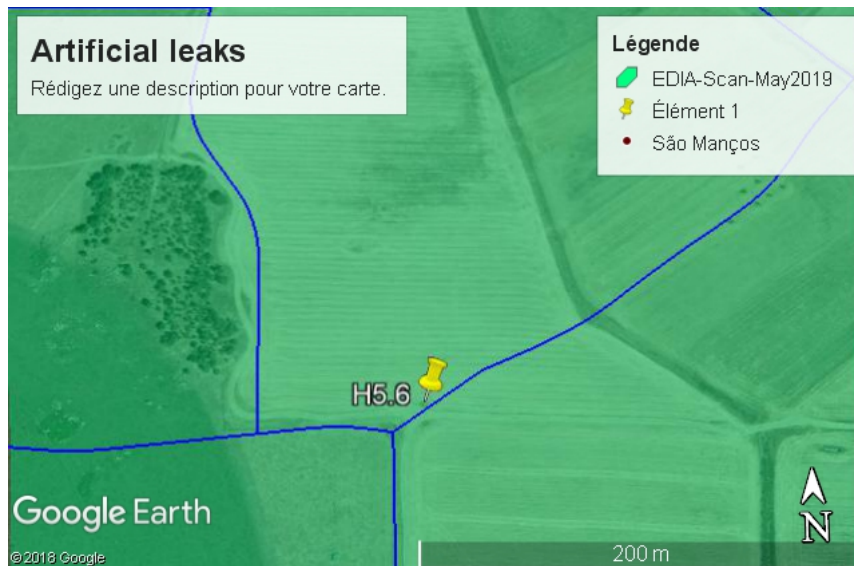 Artificial leaks
Rédigez une description pour votre carte.
Légende
EDIA-Scan-May2019
Élément 1
São Manços
H5.6
Google Earth
N
© 2018 Google
200 m